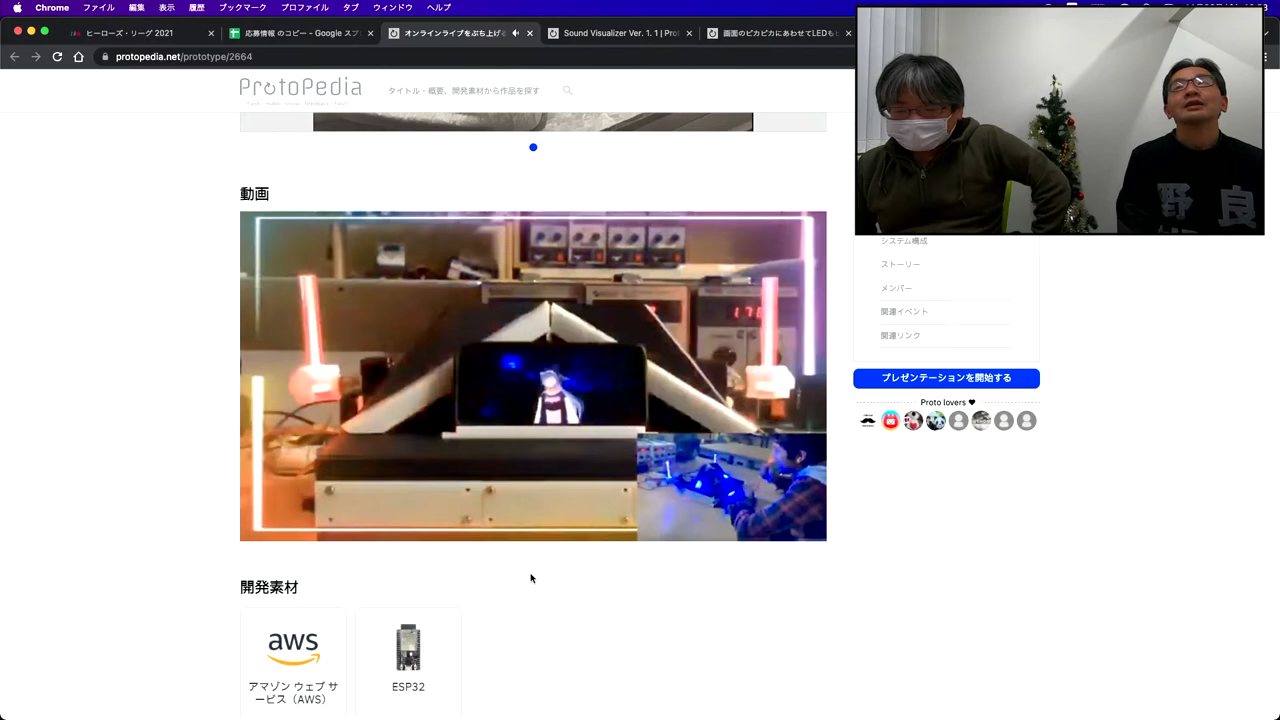 Chrome ファイル 編集 表示 履歴 ブックマーク プロファイル タブ ウィンドウ ヘルプ
ヒーローズ・リーグ 2021
応募情報 のコピー - Google スプ
オンラインライブをぶち上げる
Sound Visualizer Ver. 1. 1 | Prot
画面のピカピカにあわせてLEDも
protopedia.net/prototype/2664
ProtoPedia
タイトル・概要、開発素材から作品を探す
動画
野 良
システム構成
ストーリー
メンバー
関連イベント
関連リンク
プレゼンテーションを開始する
Proto lovers ♥
開発素材
aws
アマゾン ウェブ サ
ービス（AWS）
ESP32